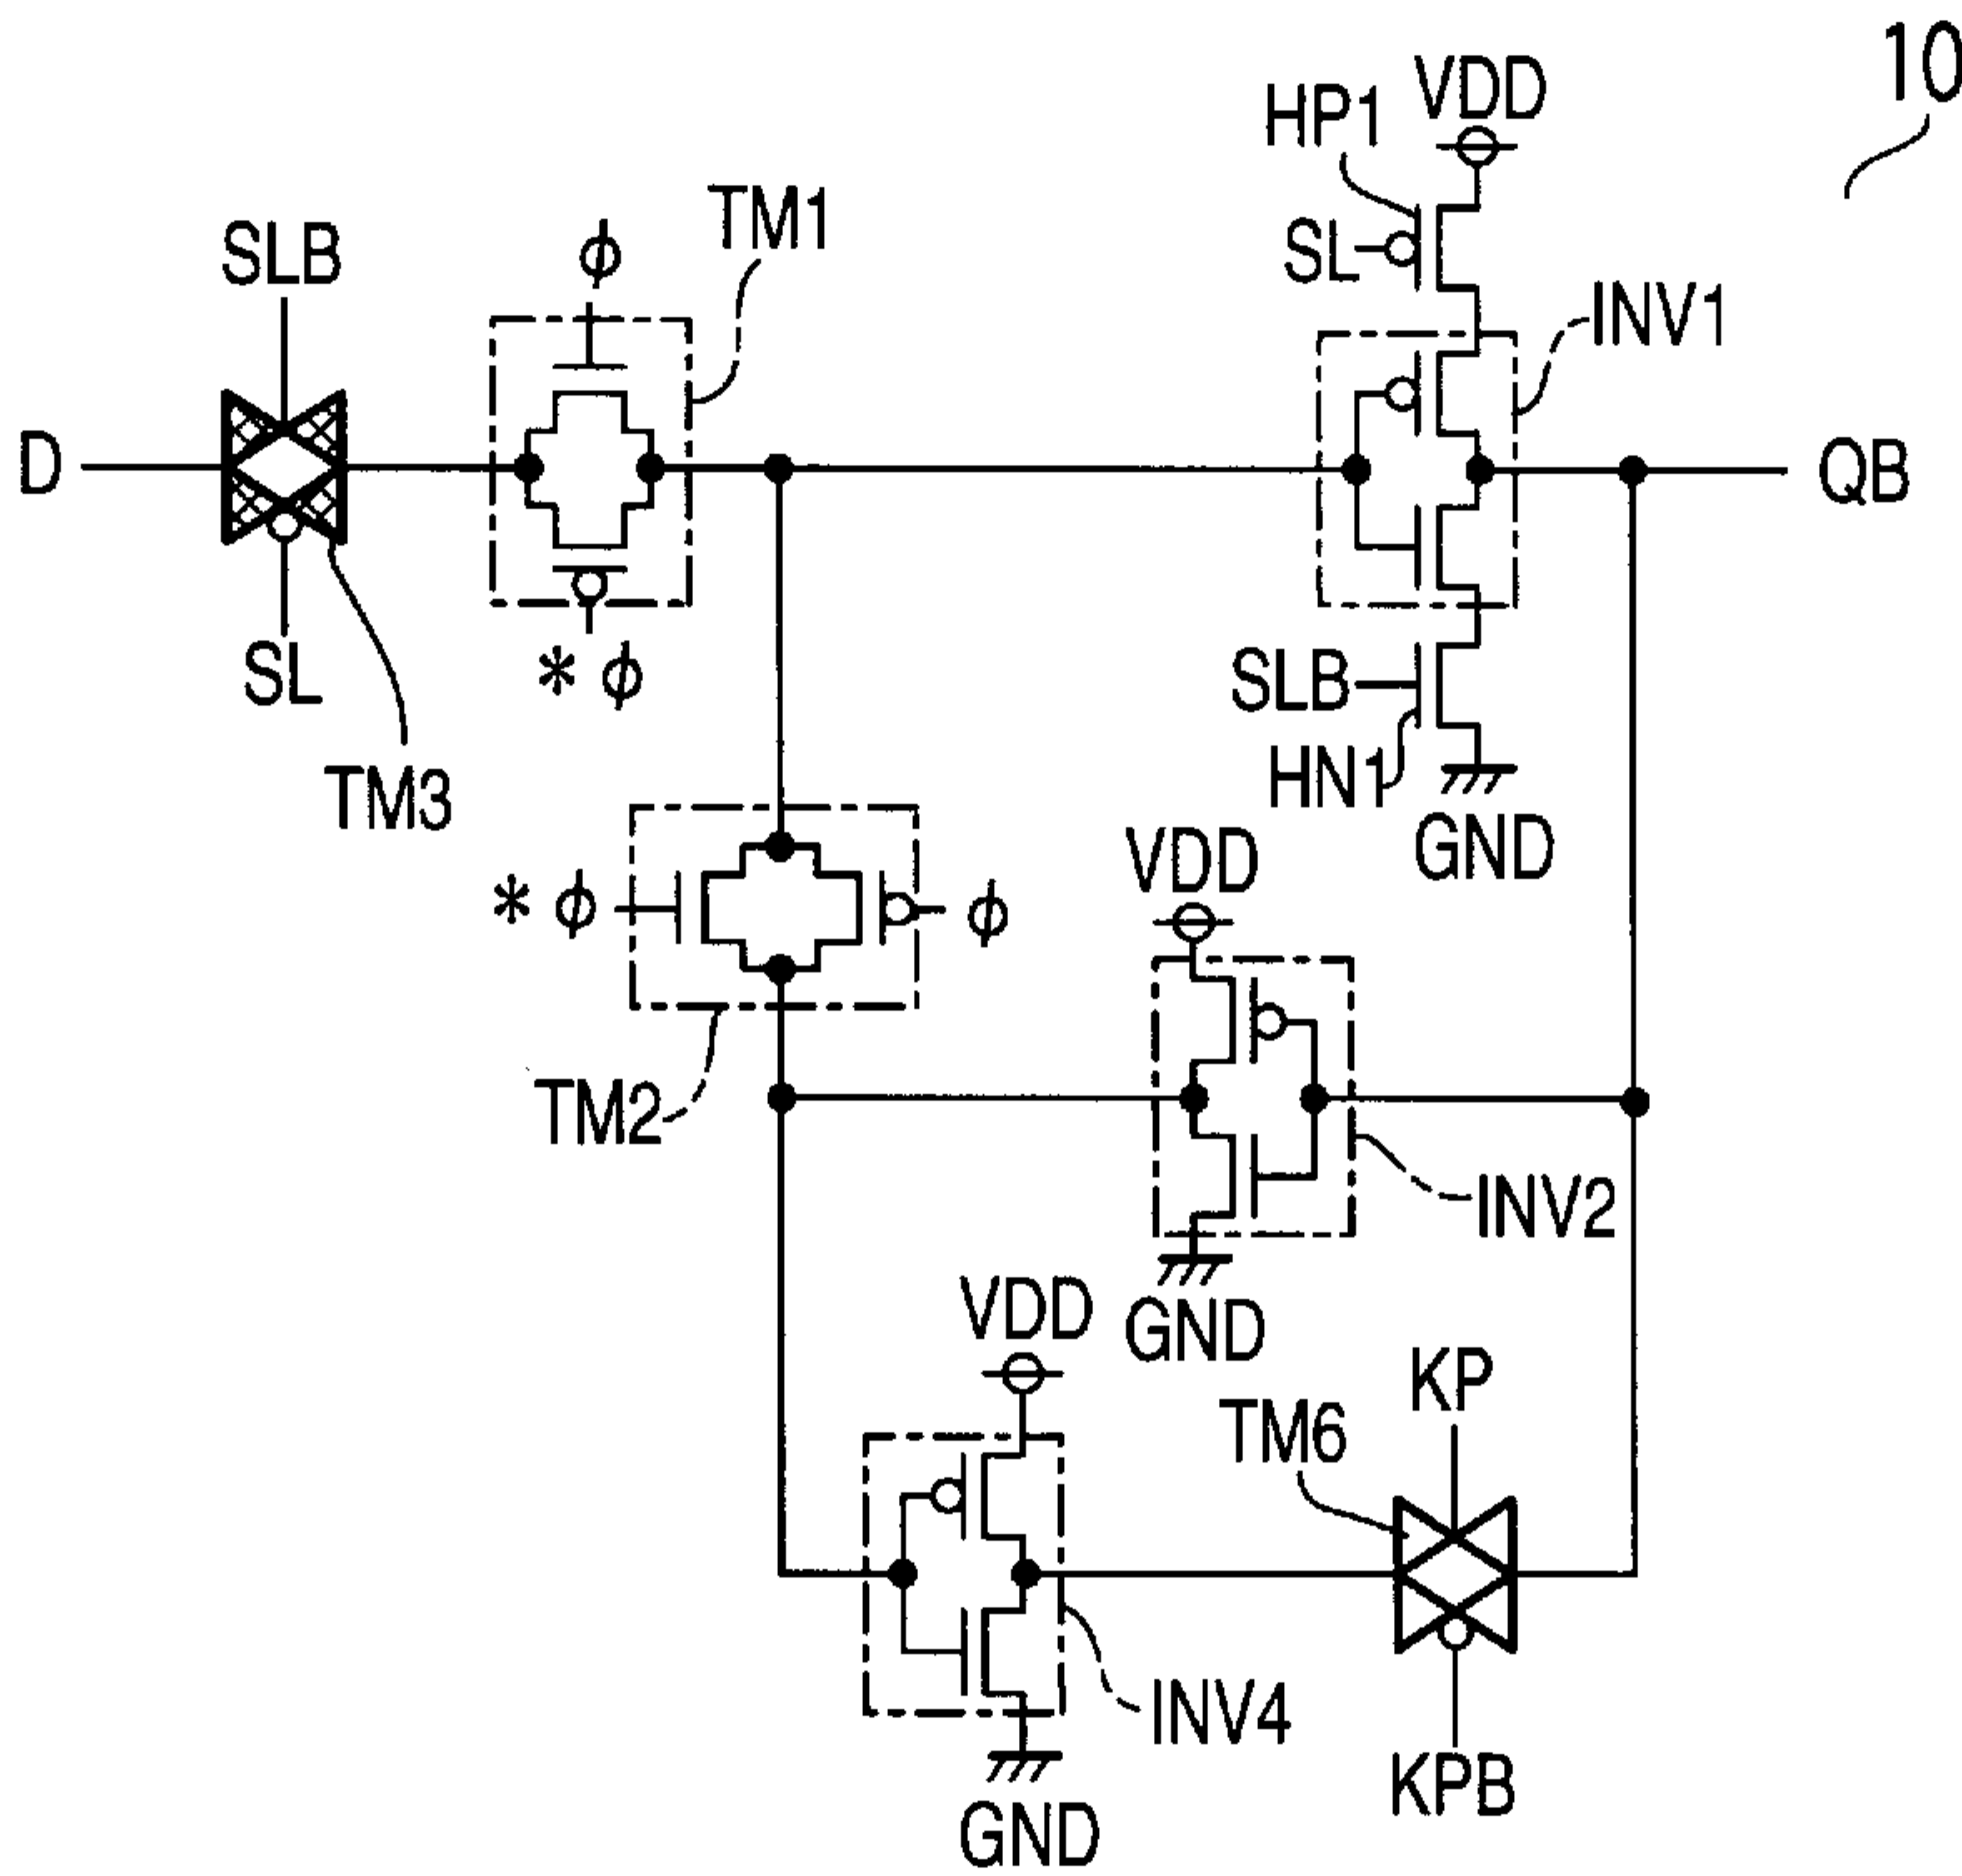 10
VDD
HP1
TM1
SLB
φ
SL
INV1
D
QB
SL
* φ
SLB
TM3
HN1
GND
VDD
* φ
φ
TM2
INV2
VDD
GND
KP
TM6
INV4
KPB
GND